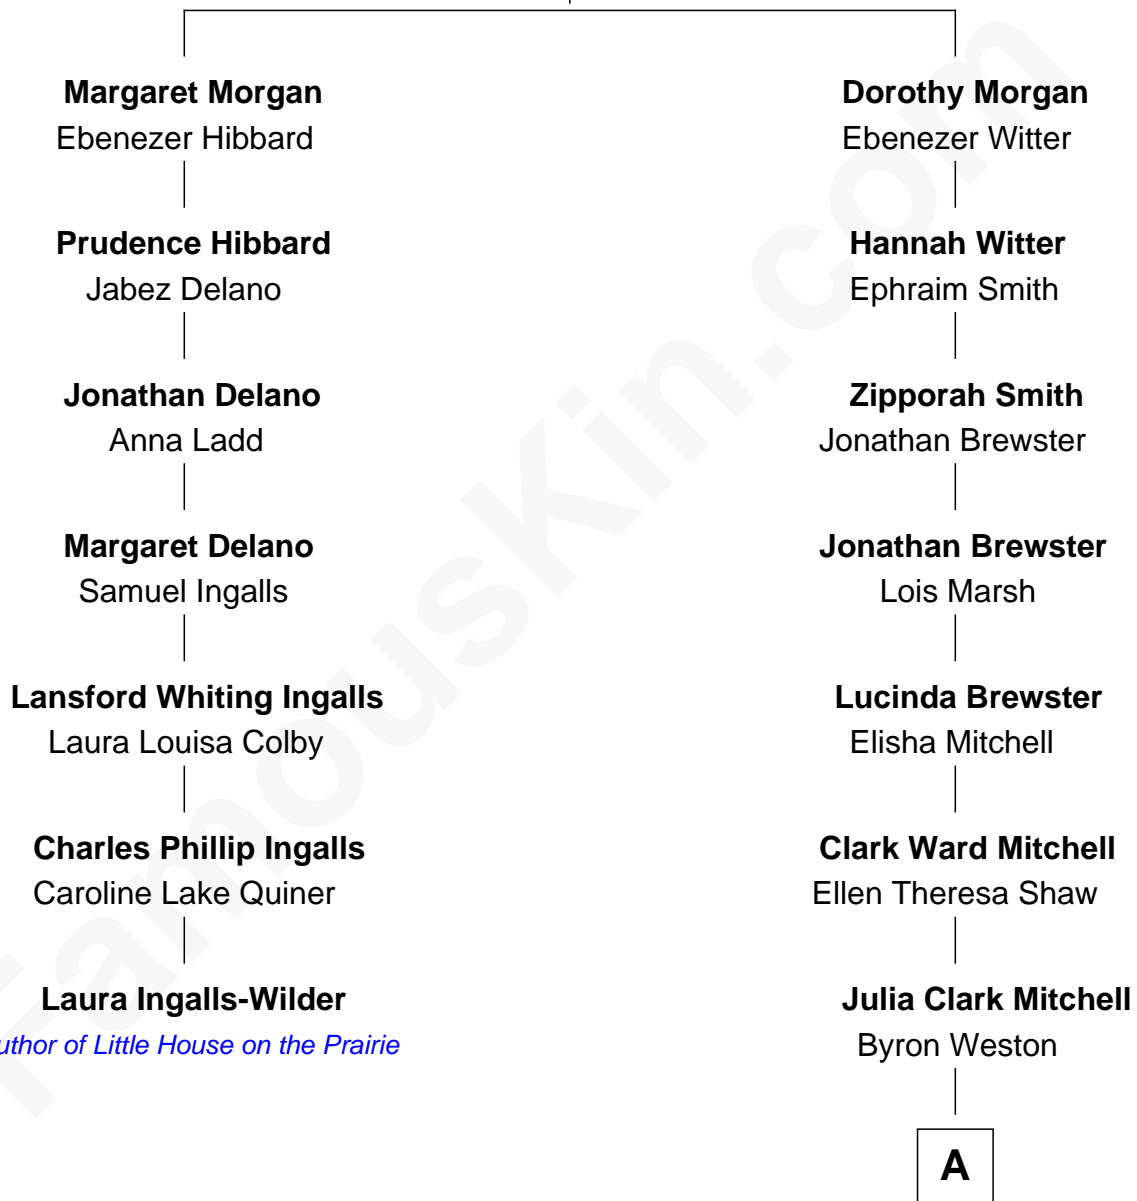 Margaret Morgan
Ebenezer Hibbard
Prudence Hibbard
Jabez Delano
Jonathan Delano
Anna Ladd
Margaret Delano
Samuel Ingalls
Lansford Whiting Ingalls
Laura Louisa Colby
Charles Phillip Ingalls
Caroline Lake Quiner
Laura Ingalls-Wilder
uthor of Little House on the Prairie
Dorothy Morgan
Ebenezer Witter
Hannah Witter
Ephraim Smith
Zipporah Smith
Jonathan Brewster
Jonathan Brewster
Lois Marsh
Lucinda Brewster
Elisha Mitchell
Clark Ward Mitchell
Ellen Theresa Shaw
Julia Clark Mitchell
Byron Weston
A
FamousKin.com